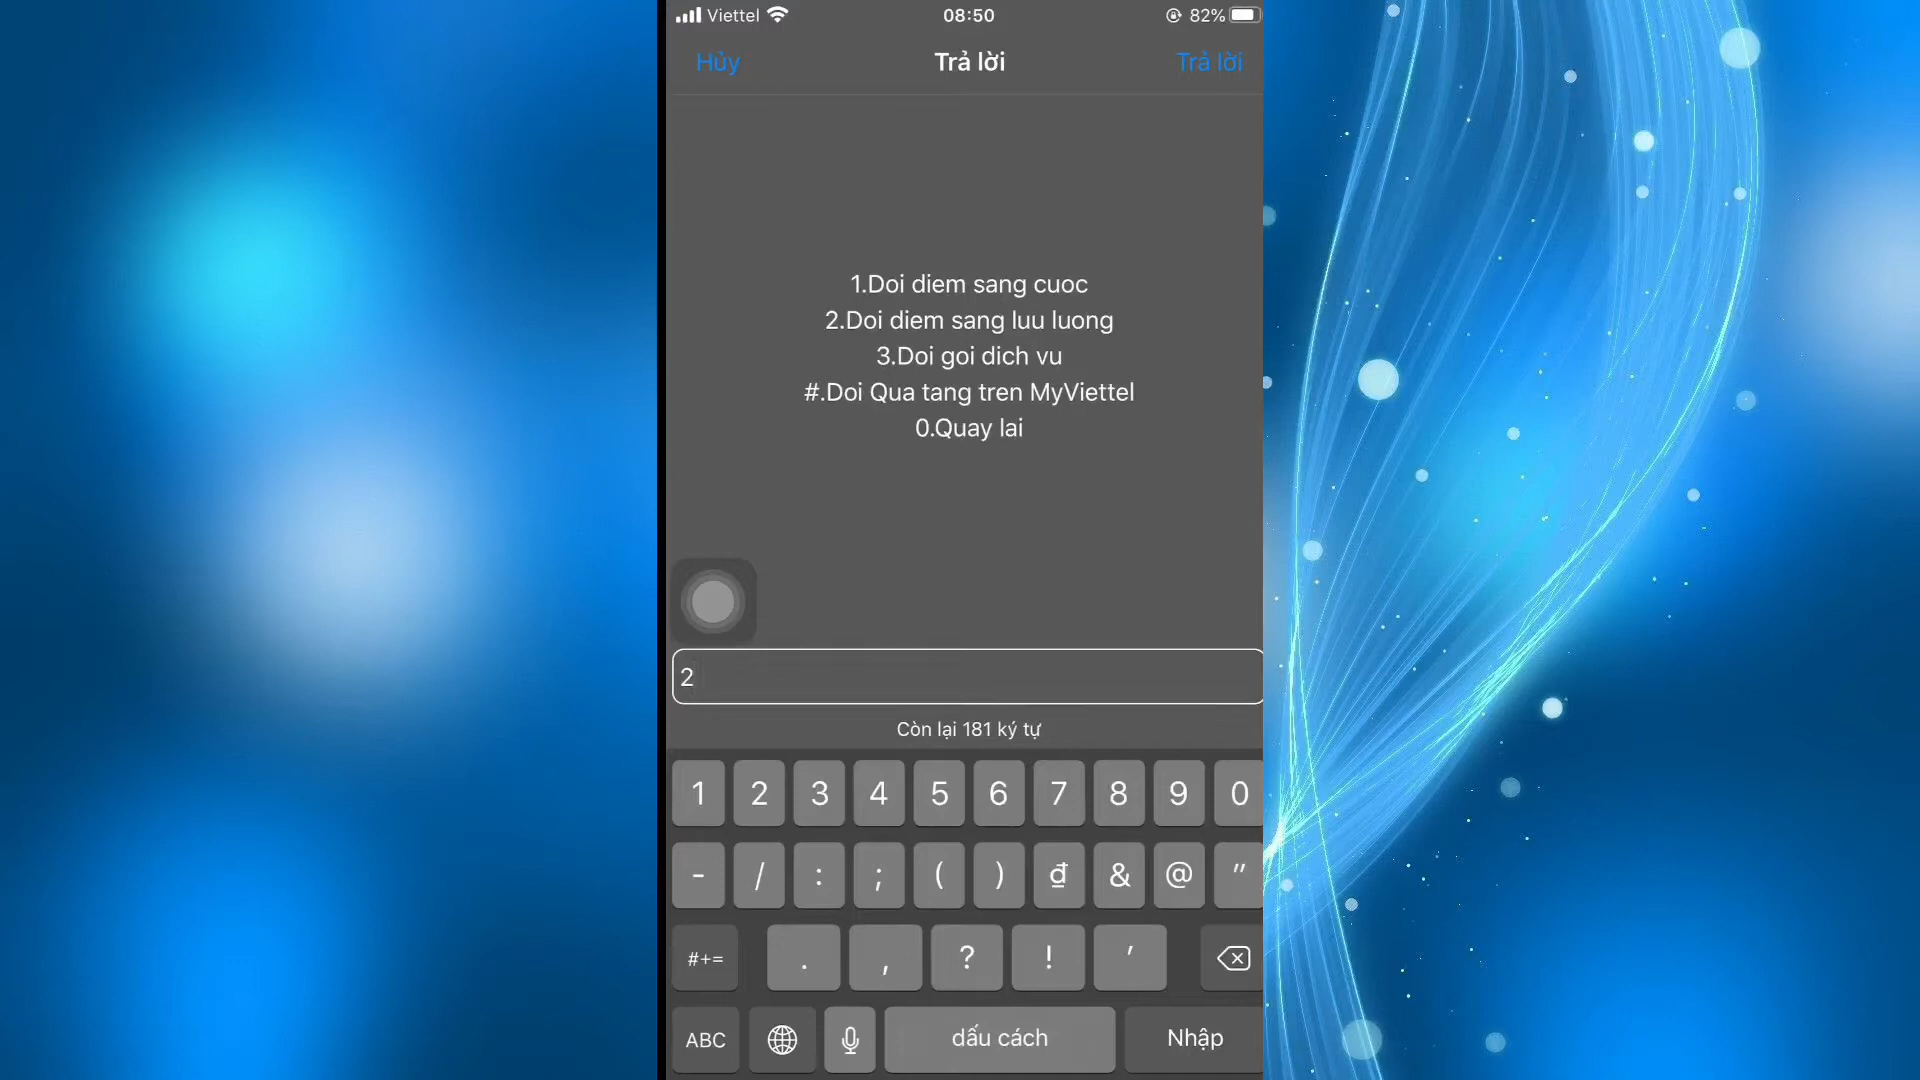 Viettel 08:50 82%
Hủy Trả lời Trả lời
1.Doi diem sang cuoc
2.Doi diem sang luu luong
3.Doi goi dich vu
#.Doi Qua tang tren MyViettel
0.Quay lai
2
Còn lại 181 ký tự
1 2 3 4 5 6 7 8 9 0
- / : ; ( ) ₫ & @ "
#+= . , ? ! '
ABC dấu cách Nhập